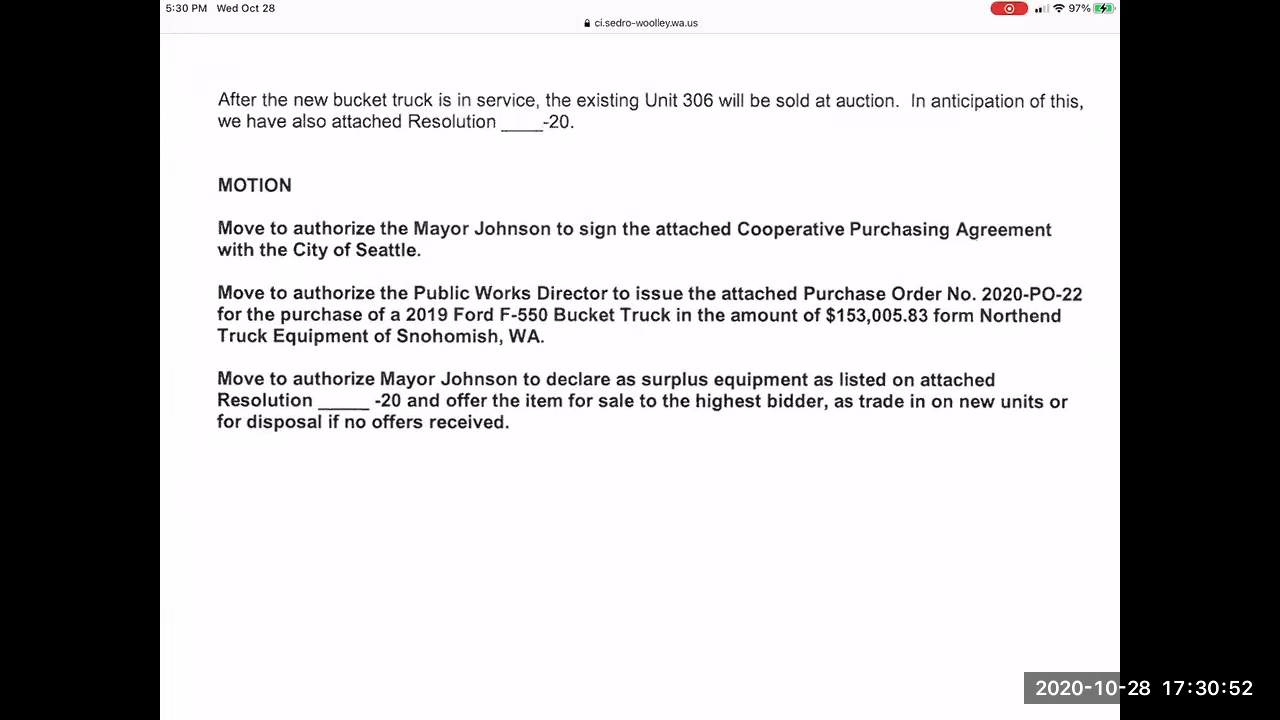 5:30 PM Wed Oct 28
97%
ci.sedro-woolley.wa.us
After the new bucket truck is in service, the existing Unit 306 will be sold at auction. In anticipation of this,
we have also attached Resolution ____-20.
MOTION
Move to authorize the Mayor Johnson to sign the attached Cooperative Purchasing Agreement
with the City of Seattle.
Move to authorize the Public Works Director to issue the attached Purchase Order No. 2020-PO-22
for the purchase of a 2019 Ford F-550 Bucket Truck in the amount of $153,005.83 form Northend
Truck Equipment of Snohomish, WA.
Move to authorize Mayor Johnson to declare as surplus equipment as listed on attached
Resolution _____ -20 and offer the item for sale to the highest bidder, as trade in on new units or
for disposal if no offers received.
2020-10-28 17:30:52